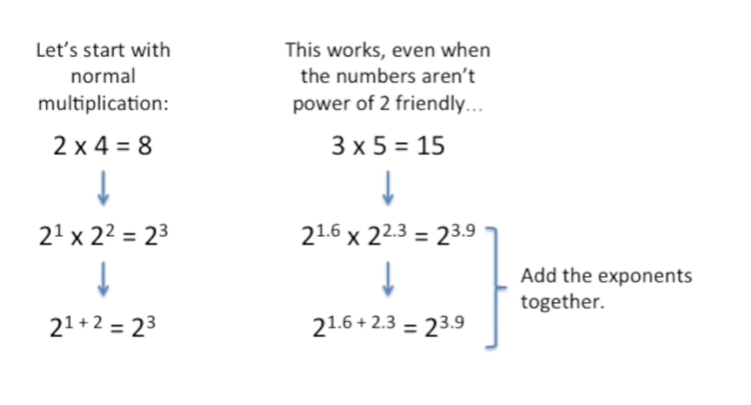 Let's start with
normal
multiplication:
2 x 4 = 8
2¹ x 2² = 2³
2¹ ⁺ ² = 2³
This works, even when
the numbers aren't
power of 2 friendly...
3 x 5 = 15
2¹·⁶ x 2²·³ = 2³·⁹
2¹·⁶ ⁺ ²·³ = 2³·⁹
Add the exponents
together.